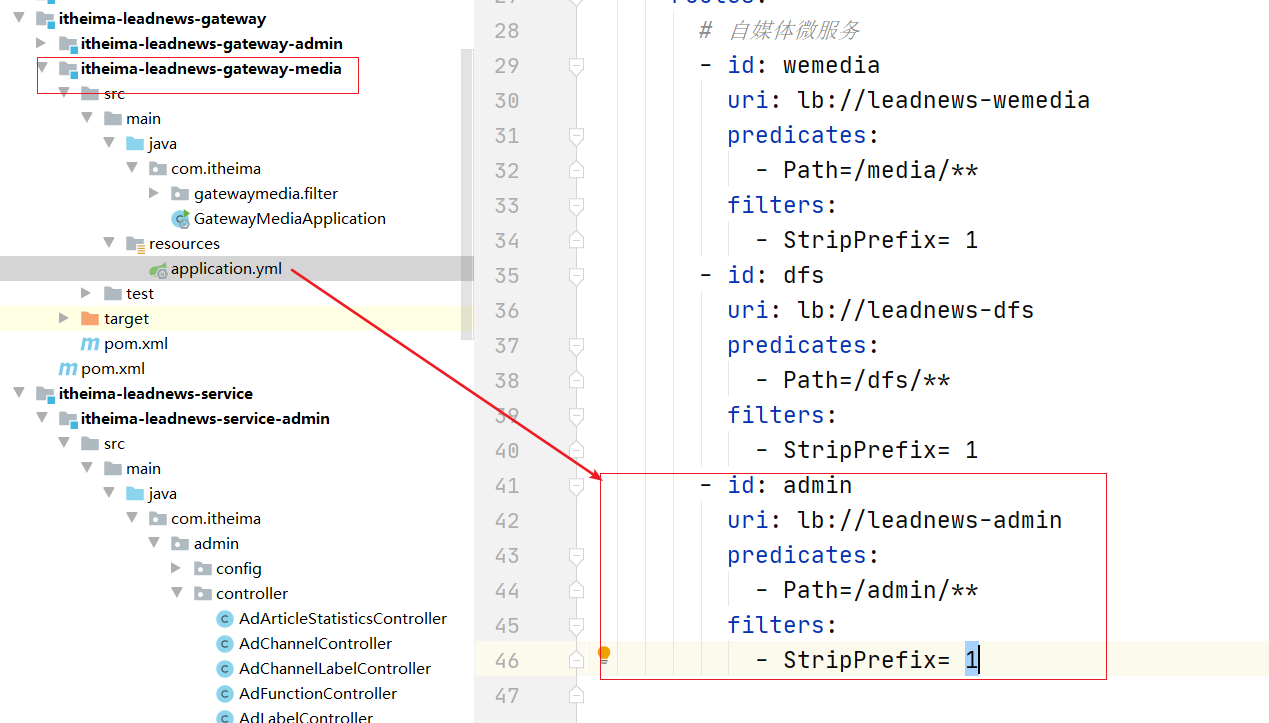 itheima-leadnews-gateway
itheima-leadnews-gateway-admin
itheima-leadnews-gateway-media
src
main
java
com.itheima
gatewaymedia.filter
GatewayMediaApplication
resources
application.yml
test
target
pom.xml
pom.xml
itheima-leadnews-service
itheima-leadnews-service-admin
src
main
java
com.itheima
admin
config
controller
AdArticleStatisticsController
AdChannelController
AdChannelLabelController
AdFunctionController
AdLabelController
28 # 自媒体微服务
29 - id: wemedia
30 uri: lb://leadnews-wemedia
31 predicates:
32 - Path=/media/**
33 filters:
34 - StripPrefix= 1
35 - id: dfs
36 uri: lb://leadnews-dfs
37 predicates:
38 - Path=/dfs/**
39 filters:
40 - StripPrefix= 1
41 - id: admin
42 uri: lb://leadnews-admin
43 predicates:
44 - Path=/admin/**
45 filters:
46 - StripPrefix= 1
47